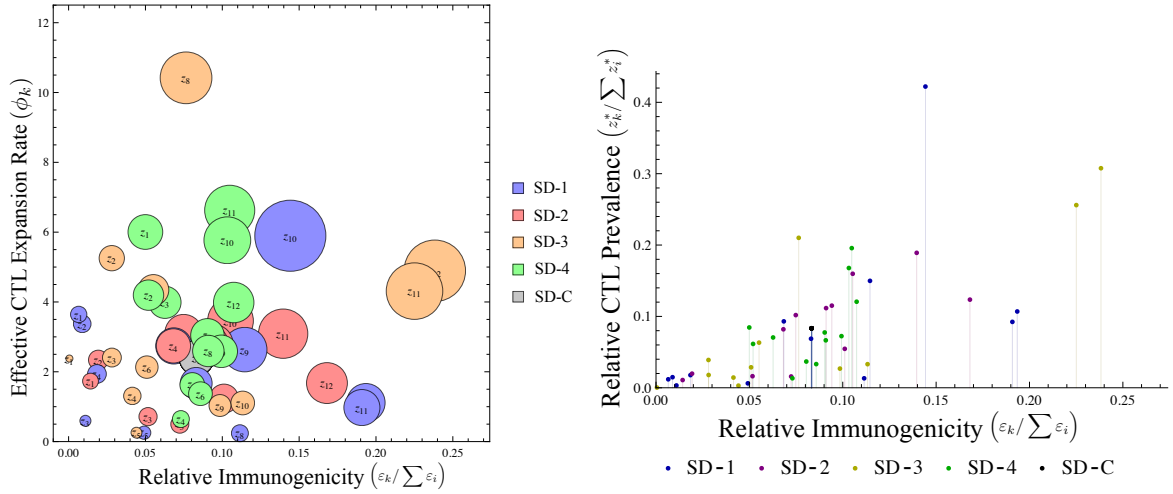 Effective CTL Expansion Rate (ϕk)
12
10
8
6
4
2
0
z8
z11
z10
z10
z1
z2
z11
z2
z3
z12
z1
z2
z10
z11
z4
z8
z9
z3
z6
z4
z1
z12
z4
z6
z9
z10
z11
z3
z3
z4
z5
z8
0.00 0.05 0.10 0.15 0.20 0.25
Relative Immunogenicity (εk/∑ εi)
SD-1
SD-2
SD-3
SD-4
SD-C
Relative CTL Prevalence (z*k/∑ z*i)
0.4
0.3
0.2
0.1
0.0
0.00 0.05 0.10 0.15 0.20 0.25
Relative Immunogenicity (εk/∑ εi)
SD-1 SD-2 SD-3 SD-4 SD-C